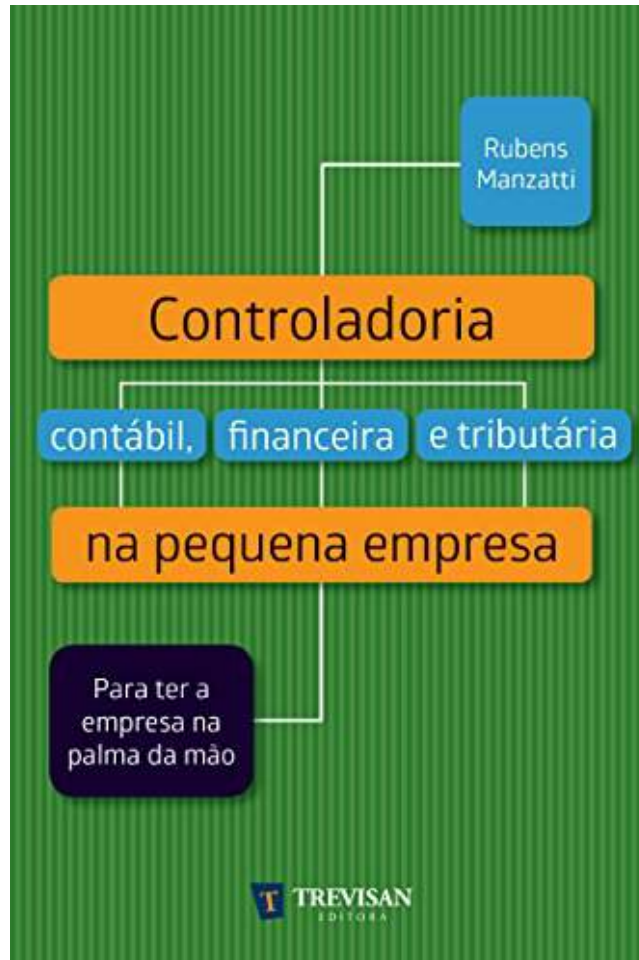 Rubens
Manzatti
Controladoria
contábil, financeira e tributária
na pequena empresa
Para ter a
empresa na
palma da mão
T TREVISAN
EDITORA